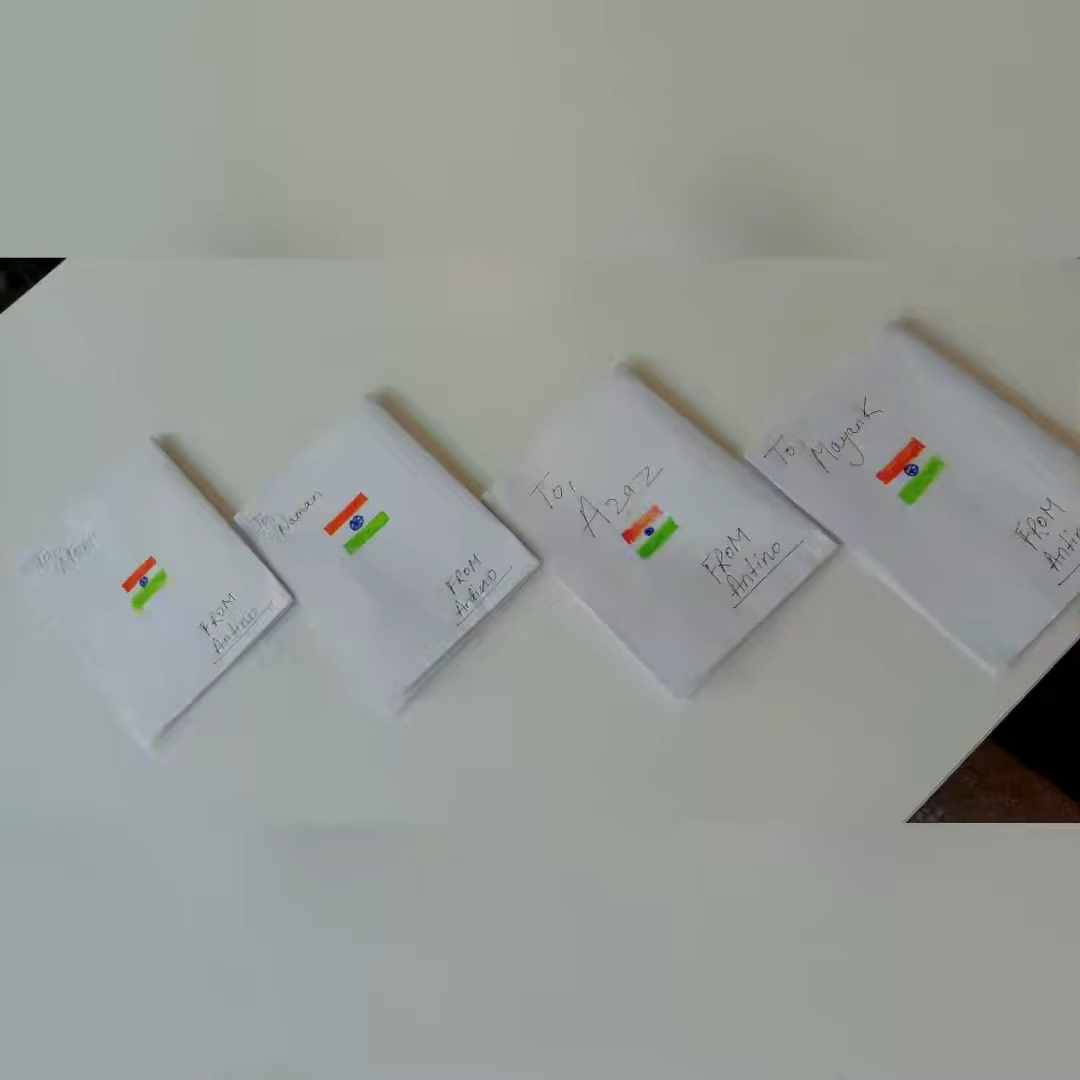 To,
FROM
Antino
To,
Naman
FROM
Antino
To,
Azaz
FROM
Antino
To,
Mayank
FROM